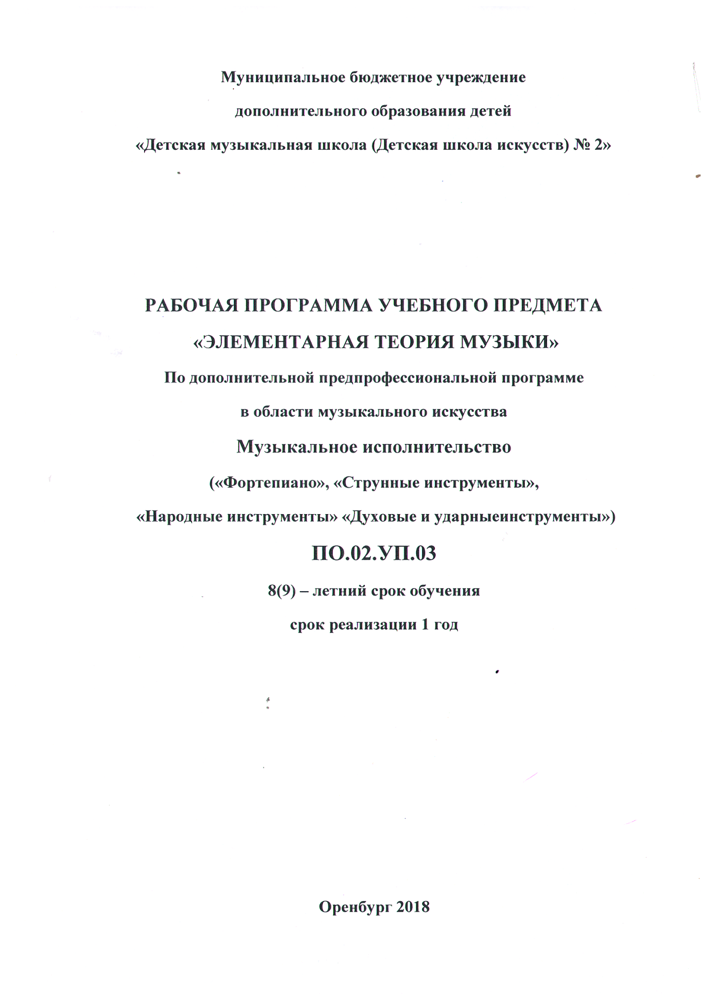 Муниципальное бюджетное учреждение
дополнительного образования детей
«Детская музыкальная школа (Детская школа искусств) № 2»
РАБОЧАЯ ПРОГРАММА УЧЕБНОГО ПРЕДМЕТА
«ЭЛЕМЕНТАРНАЯ ТЕОРИЯ МУЗЫКИ»
По дополнительной предпрофессиональной программе
в области музыкального искусства
Музыкальное исполнительство
(«Фортепиано», «Струнные инструменты»,
«Народные инструменты» «Духовые и ударныеинструменты»)
ПО.02.УП.03
8(9) – летний срок обучения
срок реализации 1 год
Оренбург 2018